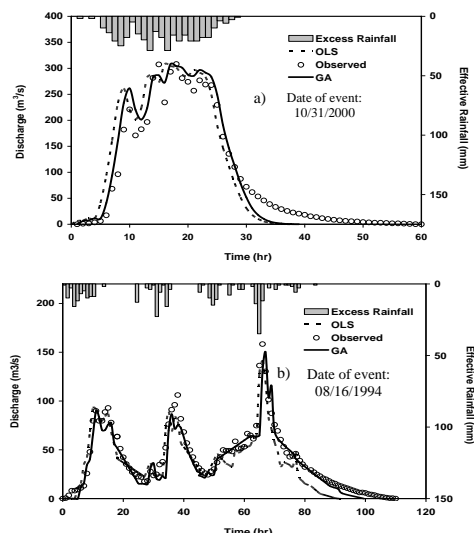 400
350
300
250
200
150
100
50
0
Discharge (m³/s)
0
50
100
150
Effective Rainfall (mm)
Excess Rainfall
OLS
Observed
GA
a)
Date of event:
10/31/2000
0
10
20
30
40
50
60
Time (hr)
200
150
100
50
0
Discharge (m3/s)
0
50
100
150
Effective Rainfall (mm)
Excess Rainfall
OLS
Observed
GA
b)
Date of event:
08/16/1994
0
20
40
60
80
100
120
Time (hr)